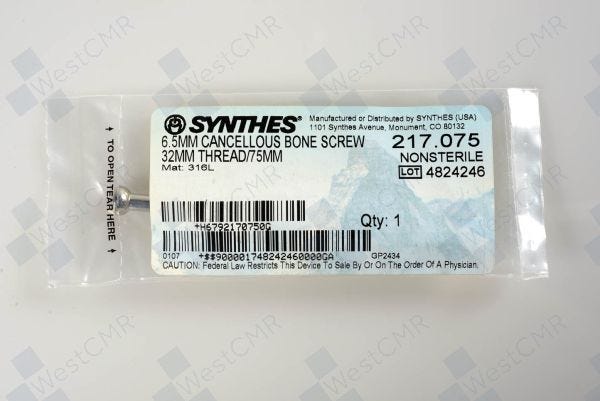 SYNTHES®
Manufactured or Distributed by SYNTHES (USA)
1101 Synthes Avenue, Monument, CO 80132
6.5MM CANCELLOUS BONE SCREW
32MM THREAD/75MM
Mat: 316L
217.075
NONSTERILE
LOT 4824246
*H6792170750G
Qty: 1
0107
*$$900001748242460000GA
GP2434
CAUTION: Federal Law Restricts This Device To Sale By Or On The Order Of A Physician.
TO OPEN TEAR HERE
WestCMR